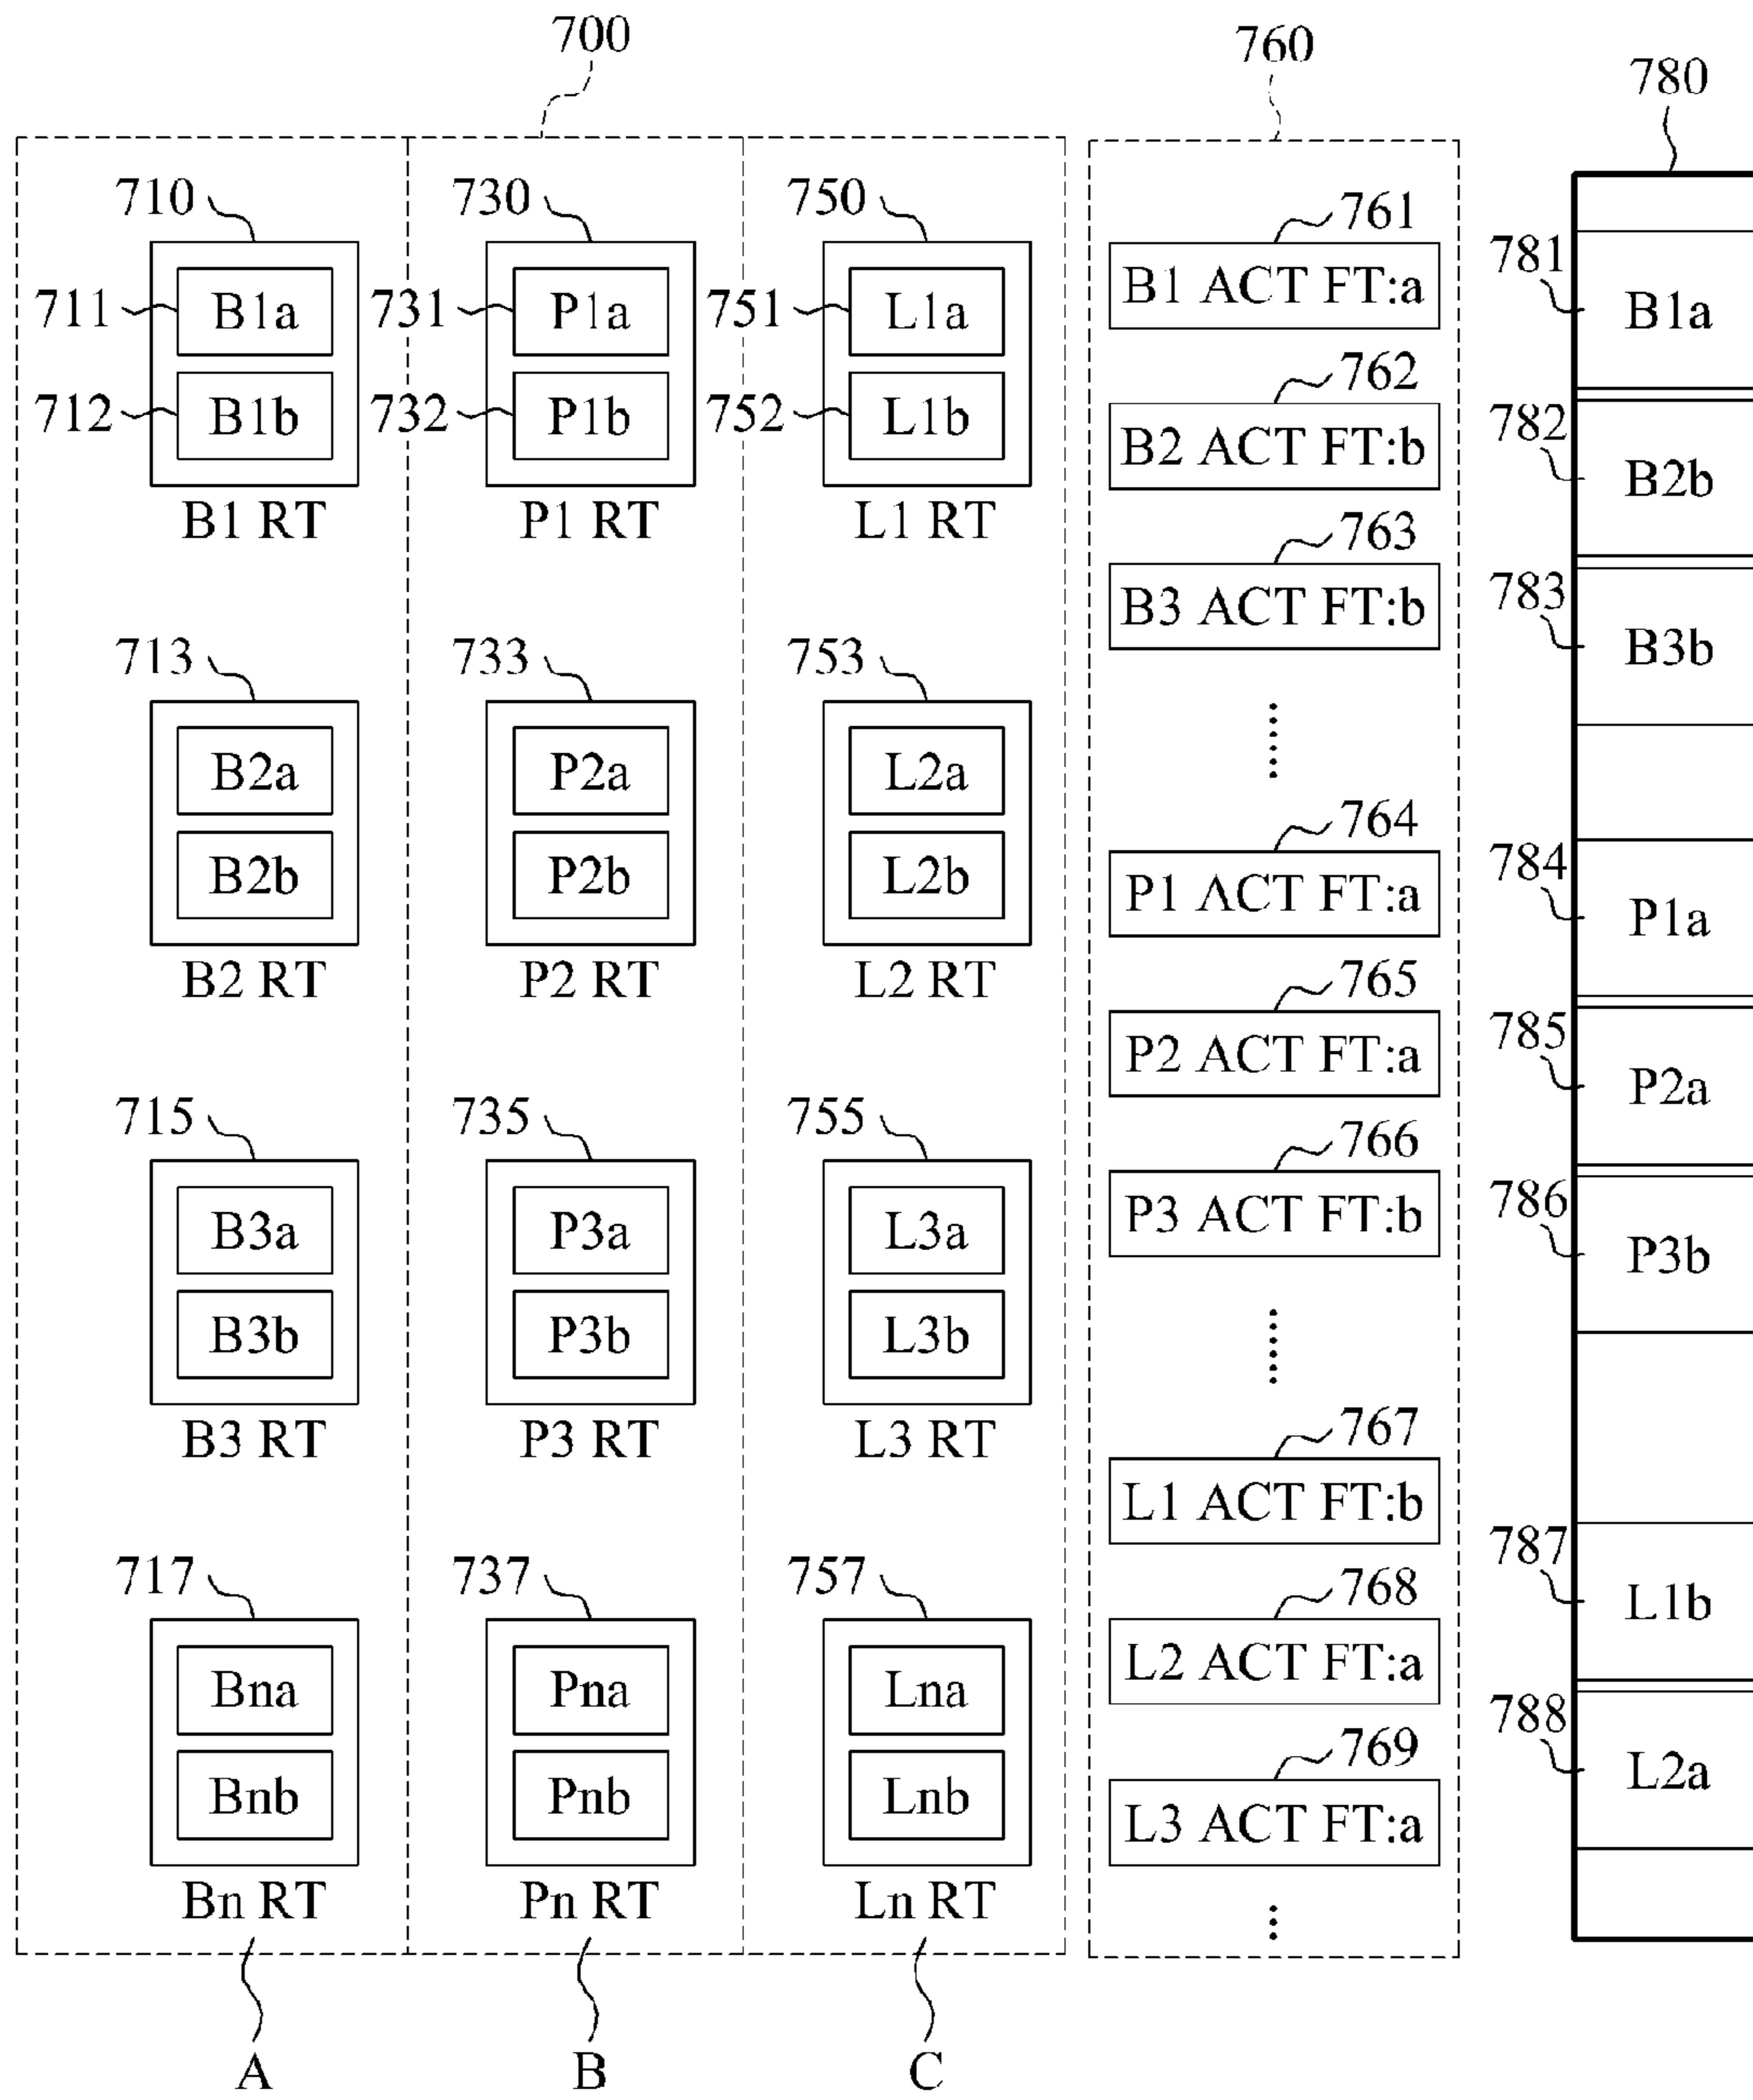 700
760
780
710
730
750
761
B1 ACT FT:a
781
B1a
711
B1a
731
P1a
751
L1a
712
B1b
732
P1b
752
L1b
B1 RT
P1 RT
L1 RT
762
B2 ACT FT:b
782
B2b
763
B3 ACT FT:b
783
B3b
713
733
753
B2a
P2a
L2a
B2b
P2b
L2b
B2 RT
P2 RT
L2 RT
764
P1 ACT FT:a
784
P1a
765
P2 ACT FT:a
785
P2a
715
735
755
B3a
P3a
L3a
B3b
P3b
L3b
B3 RT
P3 RT
L3 RT
766
P3 ACT FT:b
786
P3b
767
L1 ACT FT:b
787
L1b
717
737
757
Bna
Pna
Lna
Bnb
Pnb
Lnb
Bn RT
Pn RT
Ln RT
768
L2 ACT FT:a
788
L2a
769
L3 ACT FT:a
A
B
C